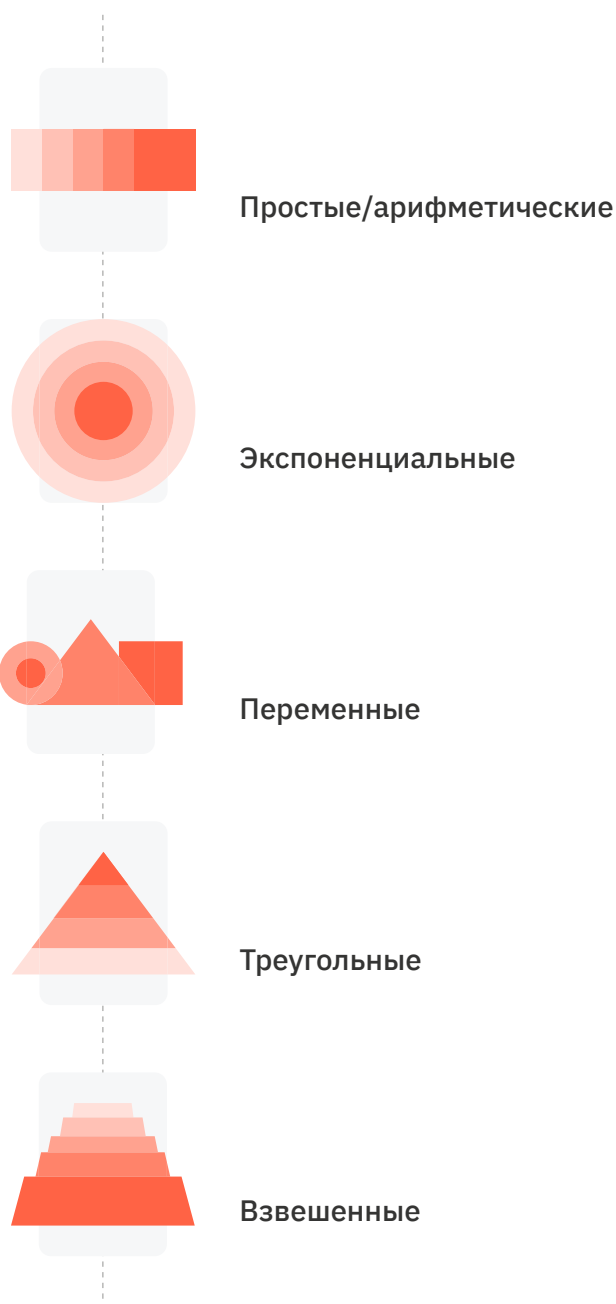 Простые/арифметические
Экспоненциальные
Переменные
Треугольные
Взвешенные